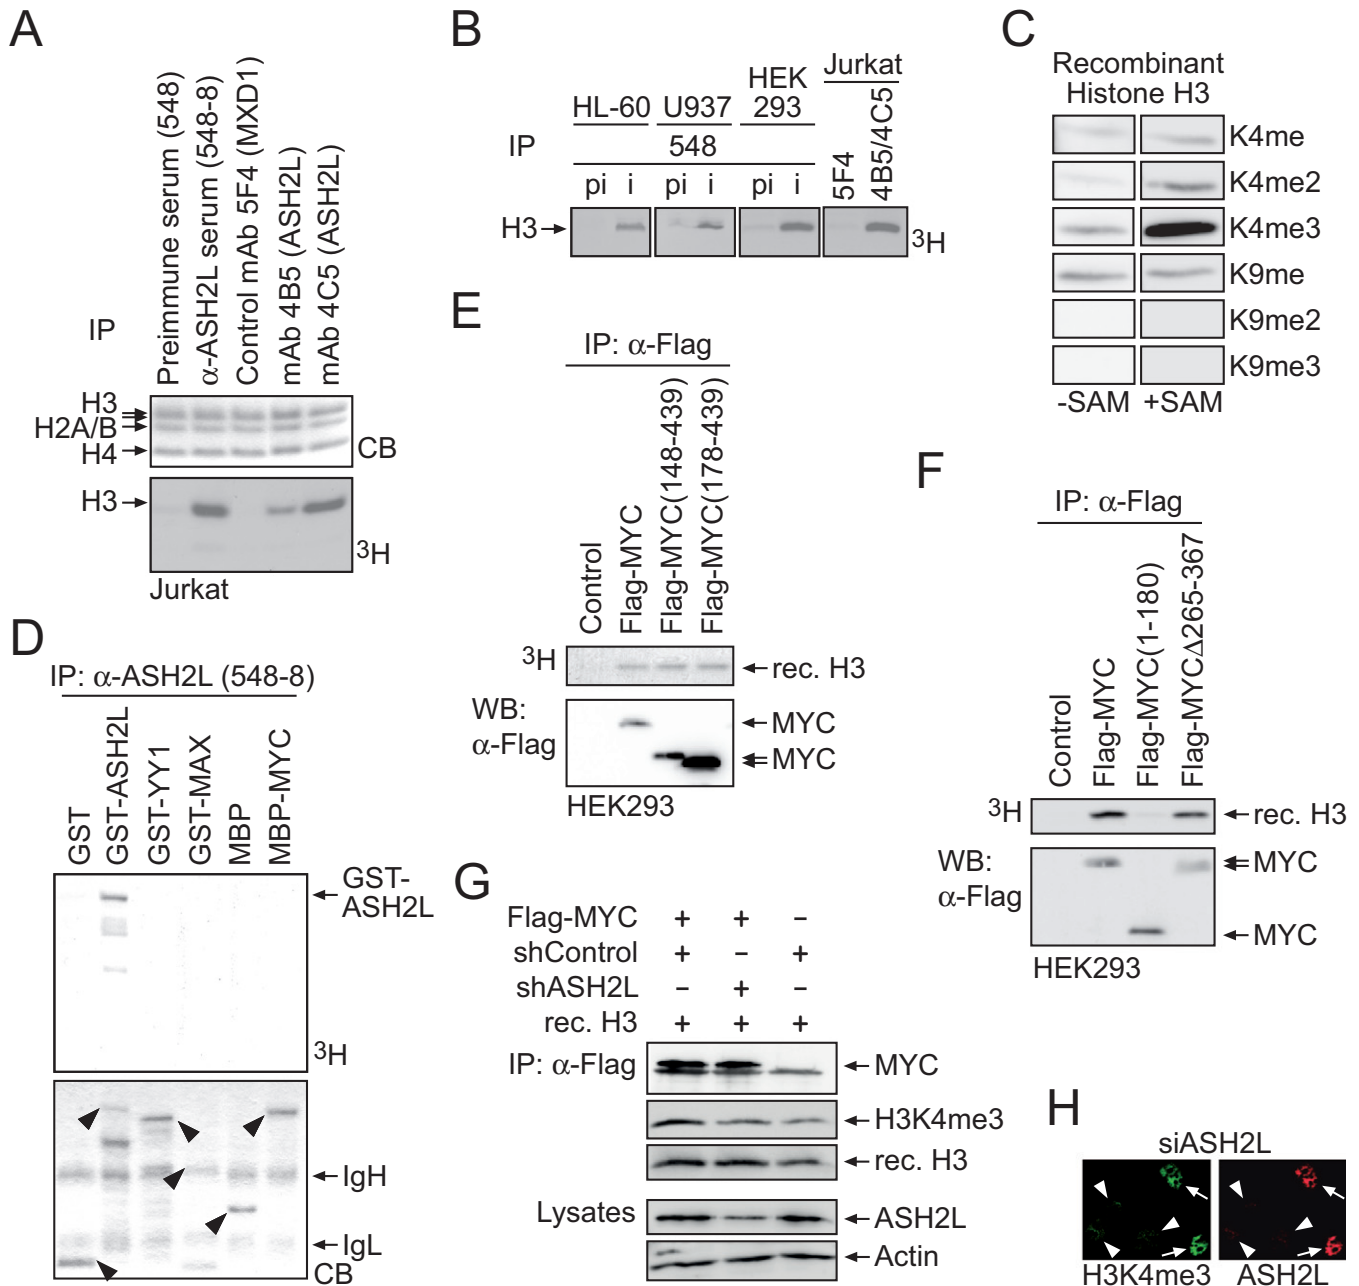 A
Preimmune serum (548)
α-ASH2L serum (548-8)
Control mAb 5F4 (MXD1)
mAb 4B5 (ASH2L)
mAb 4C5 (ASH2L)
IP
H3
H2A/B
H4
CB
H3
3H
Jurkat
B
HL-60 U937 HEK 293 Jurkat
IP 548 5F4 4B5/4C5
pi i pi i pi i
H3 3H
C
Recombinant
Histone H3
K4me
K4me2
K4me3
K9me
K9me2
K9me3
-SAM +SAM
D
IP: α-ASH2L (548-8)
GST
GST-ASH2L
GST-YY1
GST-MAX
MBP
MBP-MYC
GST-
ASH2L
3H
IgH
IgL
CB
E
IP: α-Flag
Control
Flag-MYC
Flag-MYC(148-439)
Flag-MYC(178-439)
3H rec. H3
WB:
α-Flag
MYC
MYC
HEK293
F
IP: α-Flag
Control
Flag-MYC
Flag-MYC(1-180)
Flag-MYCΔ265-367
3H rec. H3
WB:
α-Flag
MYC
MYC
HEK293
G
Flag-MYC + + –
shControl + – +
shASH2L – + –
rec. H3 + + +
IP: α-Flag MYC
H3K4me3
rec. H3
Lysates ASH2L
Actin
H
siASH2L
H3K4me3 ASH2L